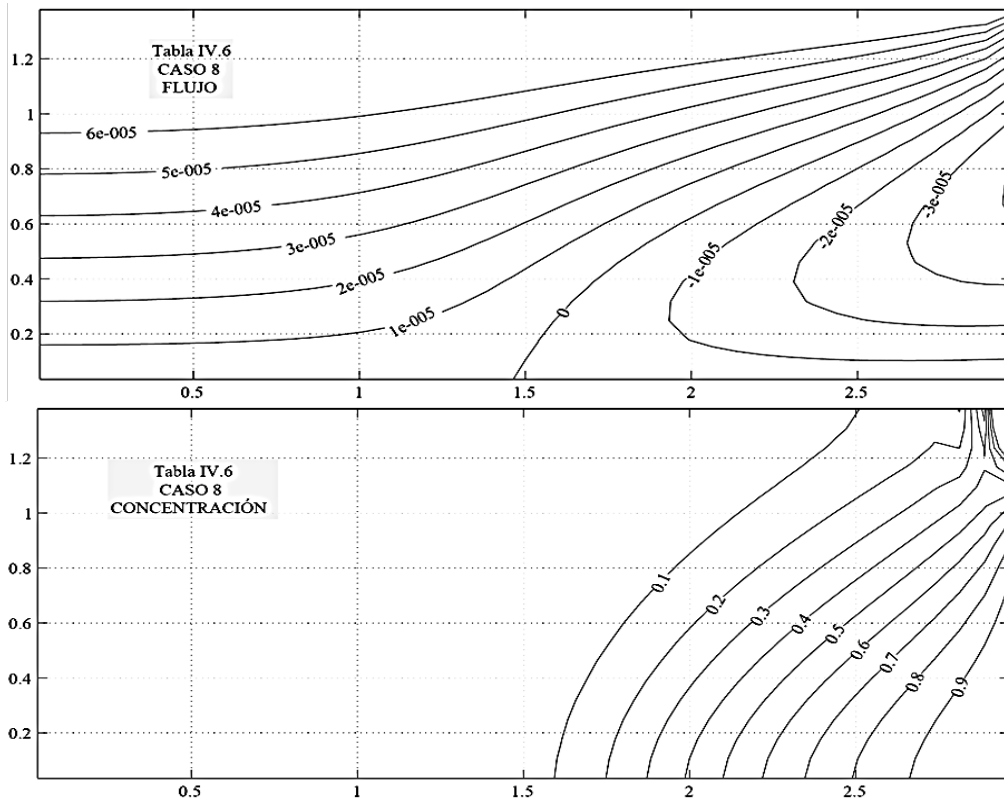 Tabla IV.6
CASO 8
FLUJO
1.2
1
0.8
0.6
0.4
0.2
6e-005
5e-005
4e-005
3e-005
2e-005
1e-005
0
-1e-005
-2e-005
-3e-005
0.5
1
1.5
2
2.5
Tabla IV.6
CASO 8
CONCENTRACIÓN
1.2
1
0.8
0.6
0.4
0.2
0.1
0.2
0.3
0.4
0.5
0.6
0.7
0.8
0.9
0.5
1
1.5
2
2.5